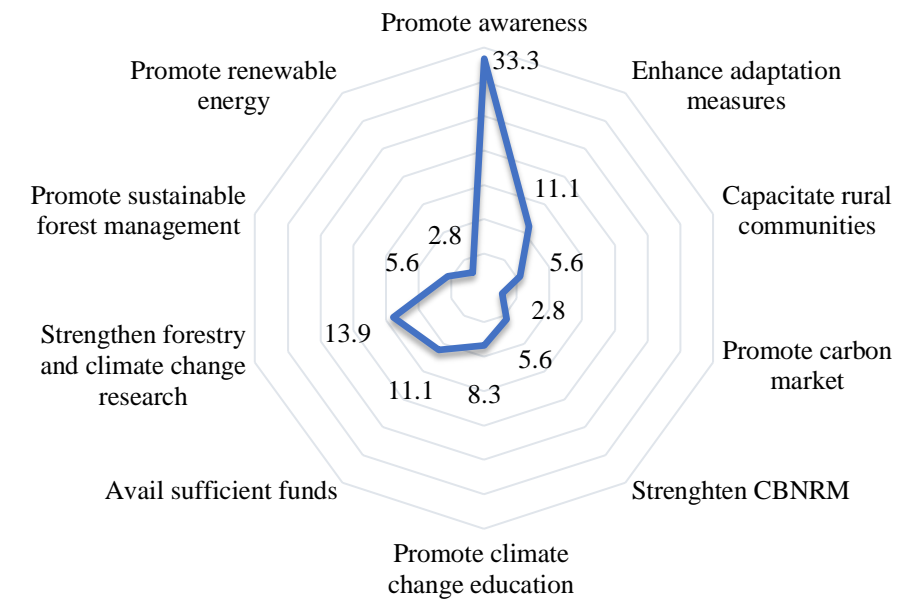 Promote awareness
33.3
Enhance adaptation
measures
11.1
Capacitate rural
communities
5.6
Promote carbon
market
2.8
Strenghten CBNRM
5.6
Promote climate
change education
8.3
Avail sufficient funds
11.1
Strengthen forestry
and climate change
research
13.9
Promote sustainable
forest management
5.6
Promote renewable
energy
2.8